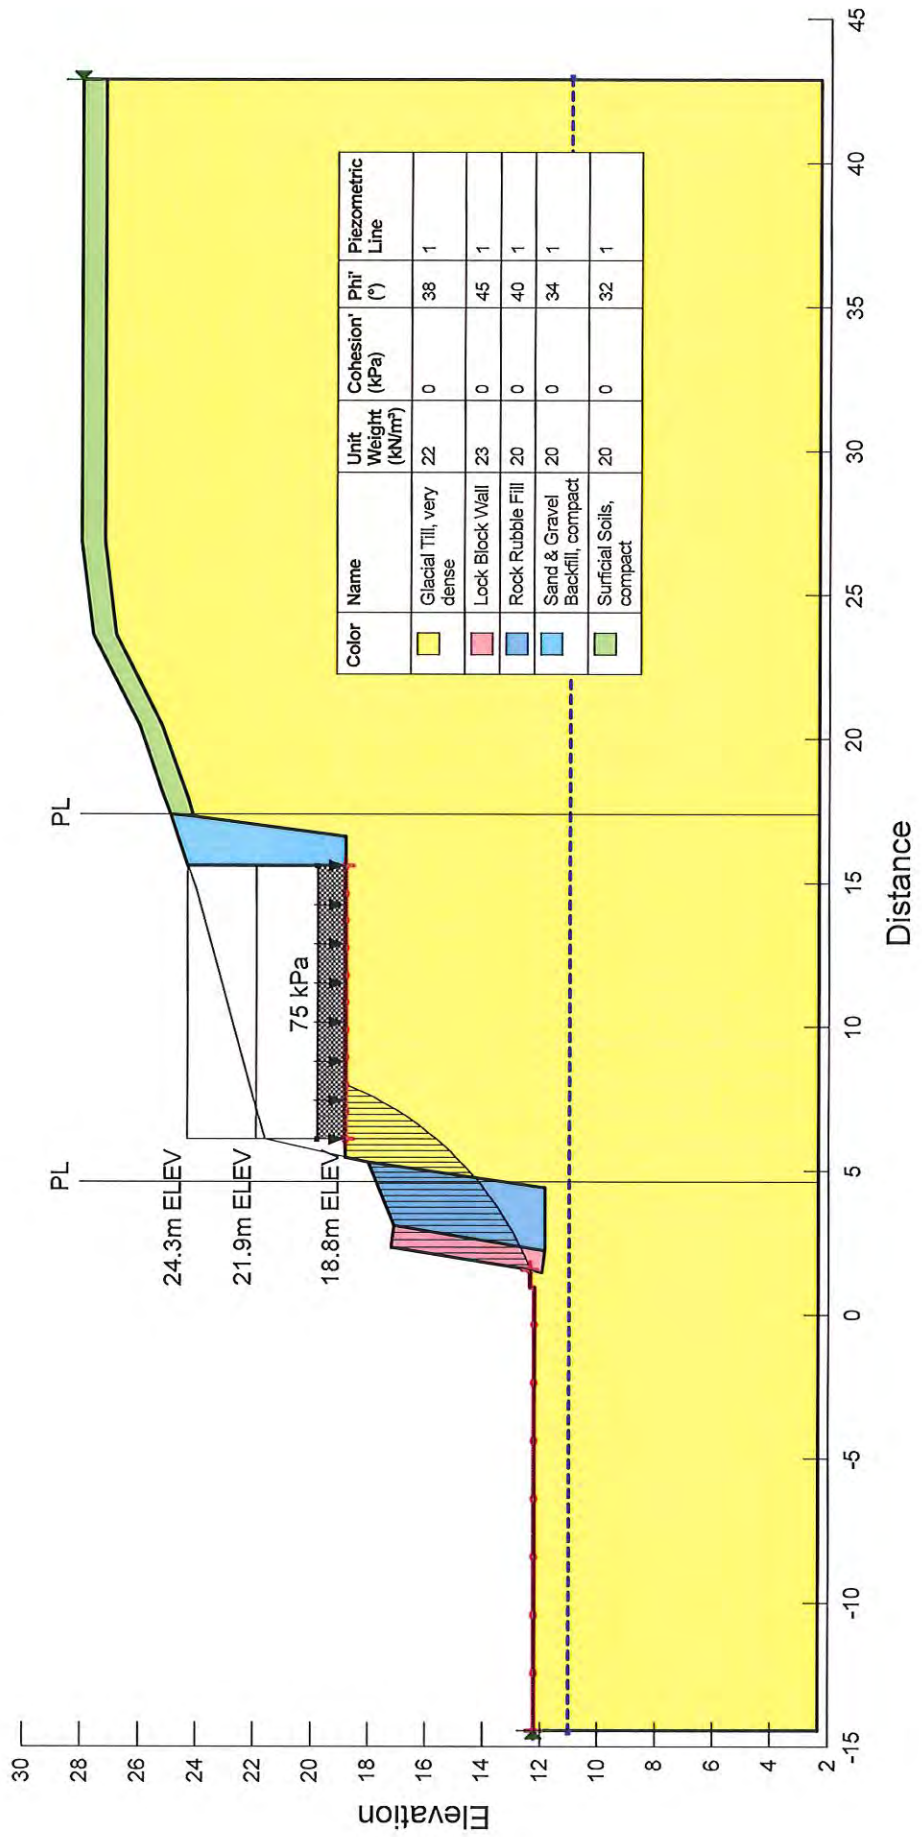 PL
PL
24.3m ELEV
21.9m ELEV
18.8m ELEV
75 kPa
Color Name Unit Weight (kN/m³) Cohesion' (kPa) Phi' (°) Piezometric Line
Glacial Till, very dense 22 0 38 1
Lock Block Wall 23 0 45 1
Rock Rubble Fill 20 0 40 1
Sand & Gravel Backfill, compact 20 0 34 1
Surficial Soils, compact 20 0 32 1
Elevation
30
28
26
24
22
20
18
16
14
12
10
8
6
4
2
-15 -10 -5 0 5 10 15 20 25 30 35 40 45
Distance